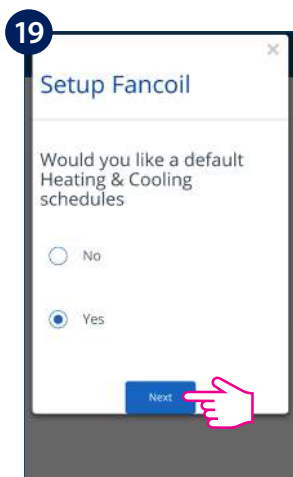 19
×
Setup Fancoil
Would you like a default
Heating & Cooling
schedules
No
Yes
Next